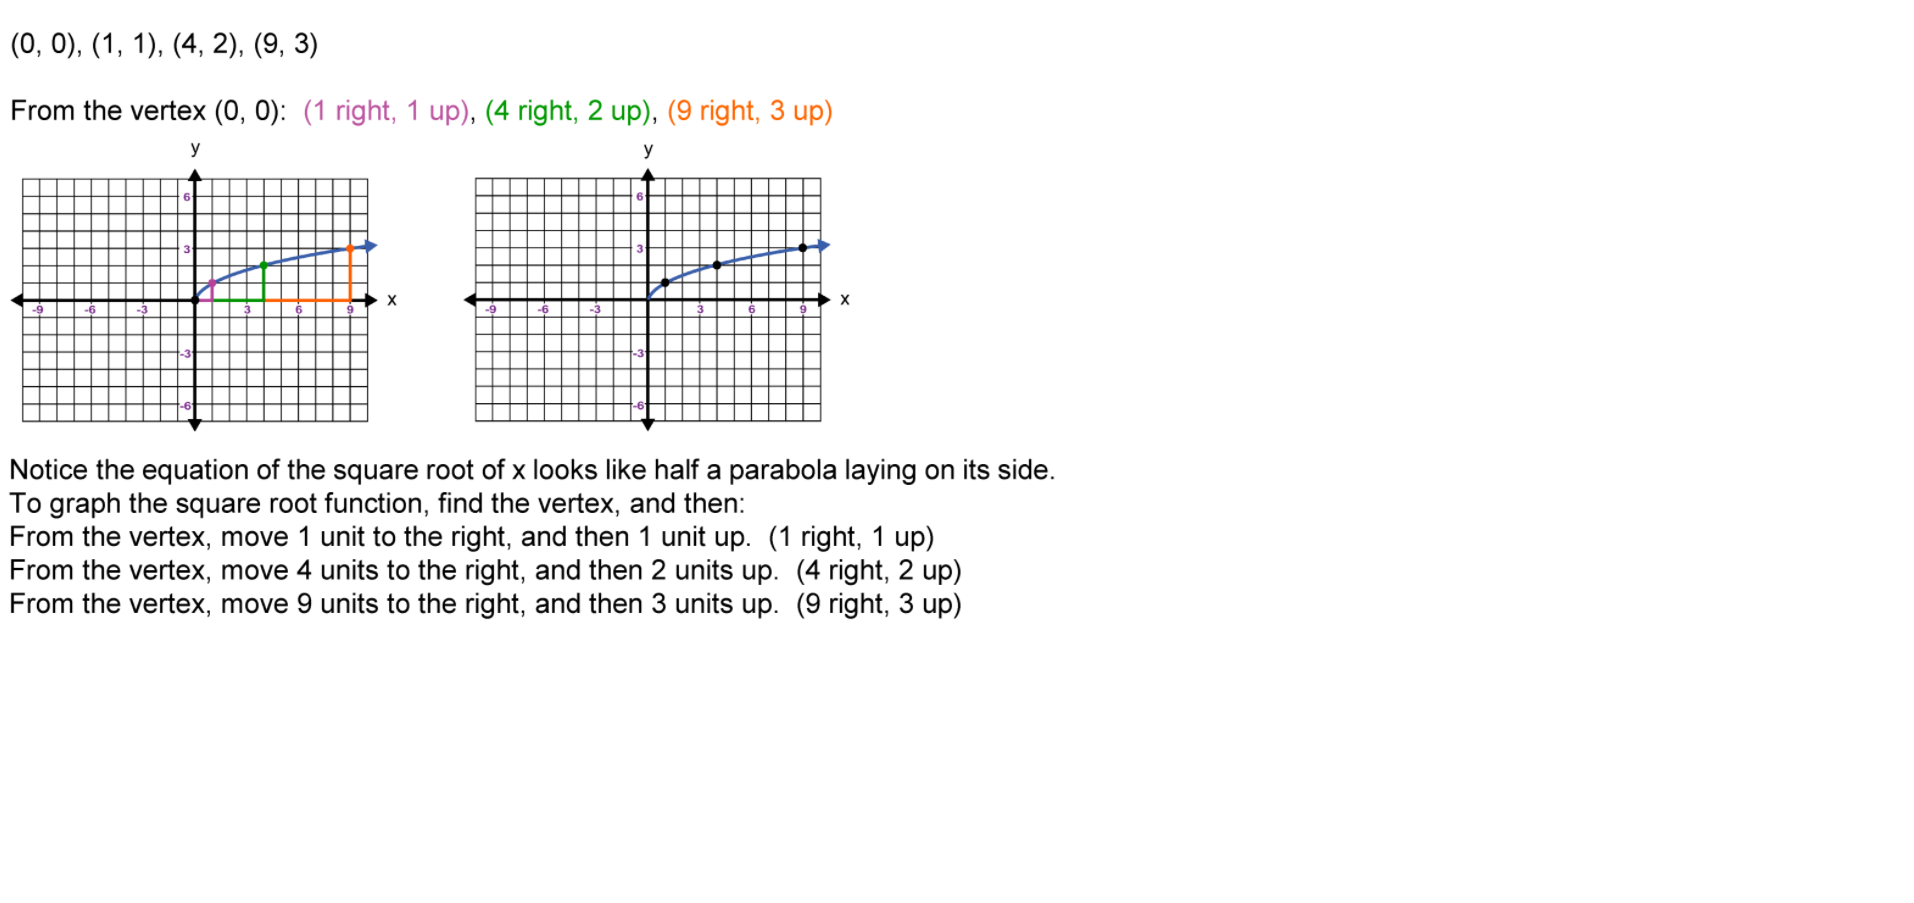 (0, 0), (1, 1), (4, 2), (9, 3)
From the vertex (0, 0): (1 right, 1 up), (4 right, 2 up), (9 right, 3 up)
y
6
3
-9 -6 -3 3 6 9 x
-3
-6
y
6
3
-9 -6 -3 3 6 9 x
-3
-6
Notice the equation of the square root of x looks like half a parabola laying on its side.
To graph the square root function, find the vertex, and then:
From the vertex, move 1 unit to the right, and then 1 unit up. (1 right, 1 up)
From the vertex, move 4 units to the right, and then 2 units up. (4 right, 2 up)
From the vertex, move 9 units to the right, and then 3 units up. (9 right, 3 up)